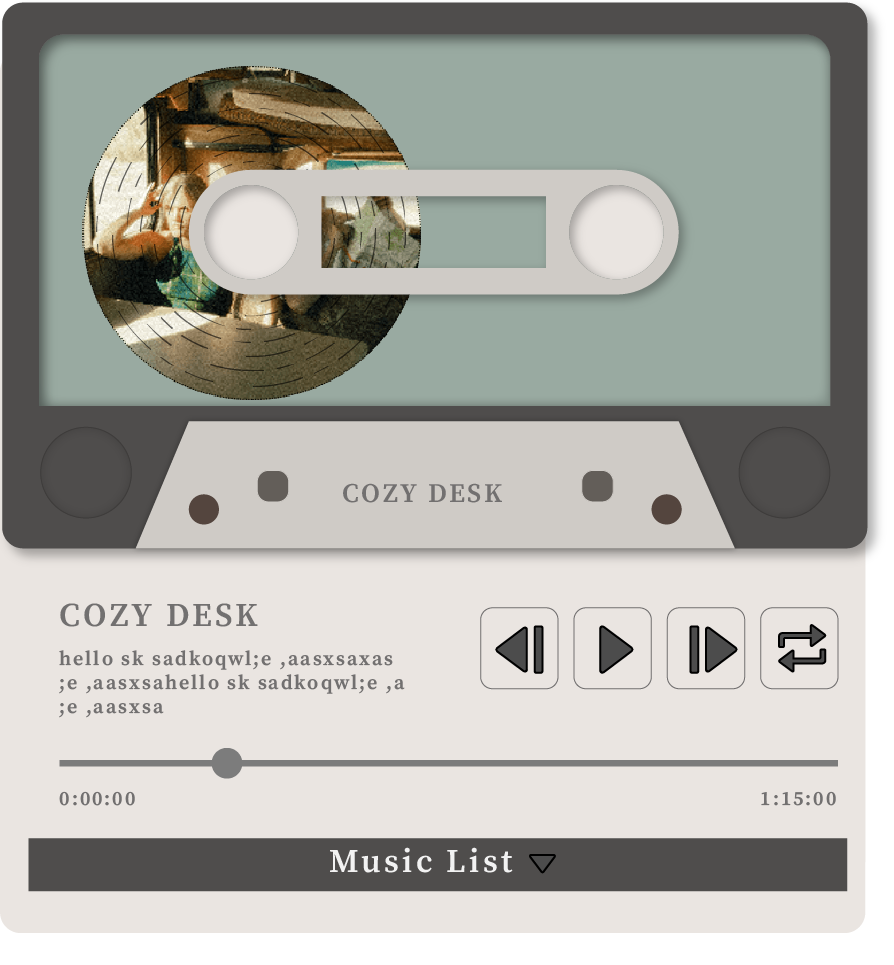 COZY DESK
COZY DESK
hello sk sadkoqwl;e ,aasxsaxas
;e ,aasxsahello sk sadkoqwl;e ,a
;e ,aasxsa
0:00:00
1:15:00
Music List